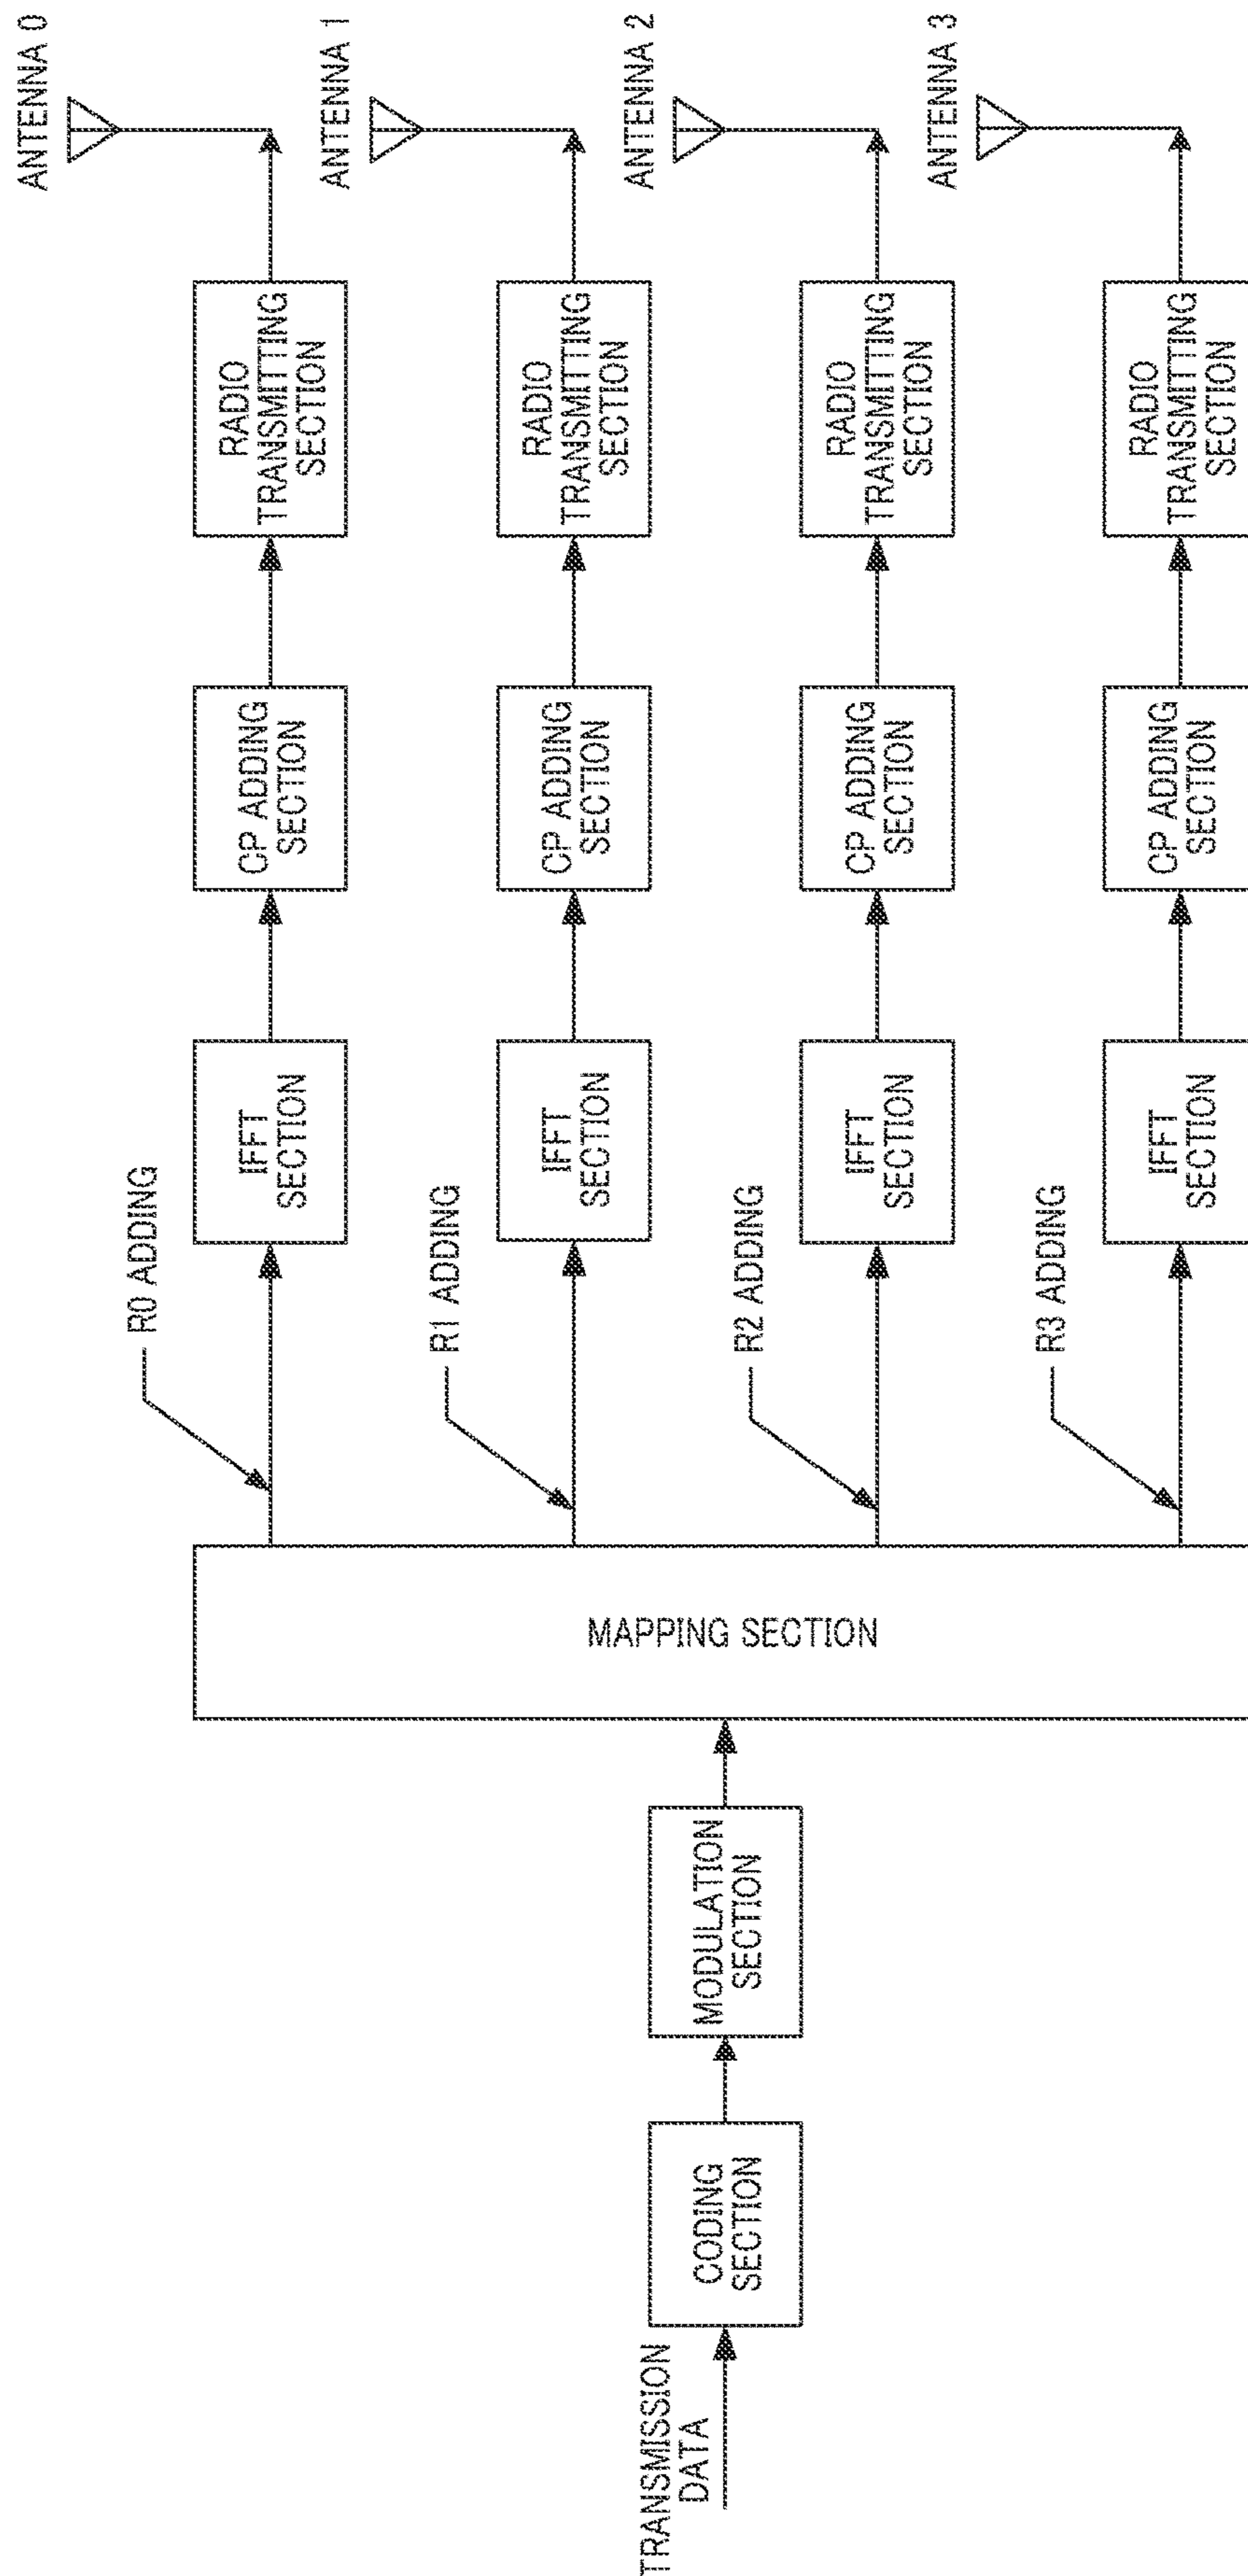 TRANSMISSION
DATA
CODING
SECTION
MODULATION
SECTION
MAPPING SECTION
R0 ADDING
IFFT
SECTION
CP ADDING
SECTION
RADIO
TRANSMITTING
SECTION
ANTENNA 0
R1 ADDING
IFFT
SECTION
CP ADDING
SECTION
RADIO
TRANSMITTING
SECTION
ANTENNA 1
R2 ADDING
IFFT
SECTION
CP ADDING
SECTION
RADIO
TRANSMITTING
SECTION
ANTENNA 2
R3 ADDING
IFFT
SECTION
CP ADDING
SECTION
RADIO
TRANSMITTING
SECTION
ANTENNA 3